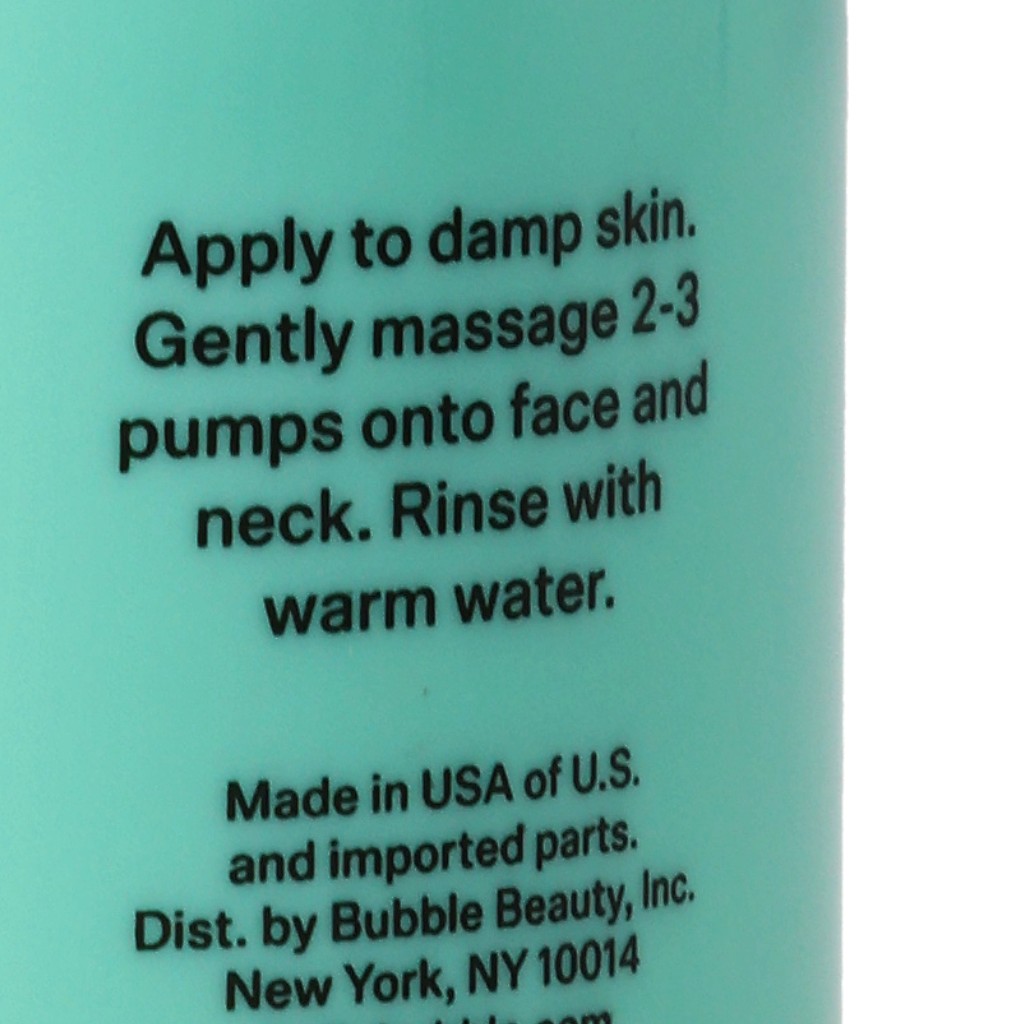 Apply to damp skin.
Gently massage 2-3
pumps onto face and
neck. Rinse with
warm water.
Made in USA of U.S.
and imported parts.
Dist. by Bubble Beauty, Inc.
New York, NY 10014